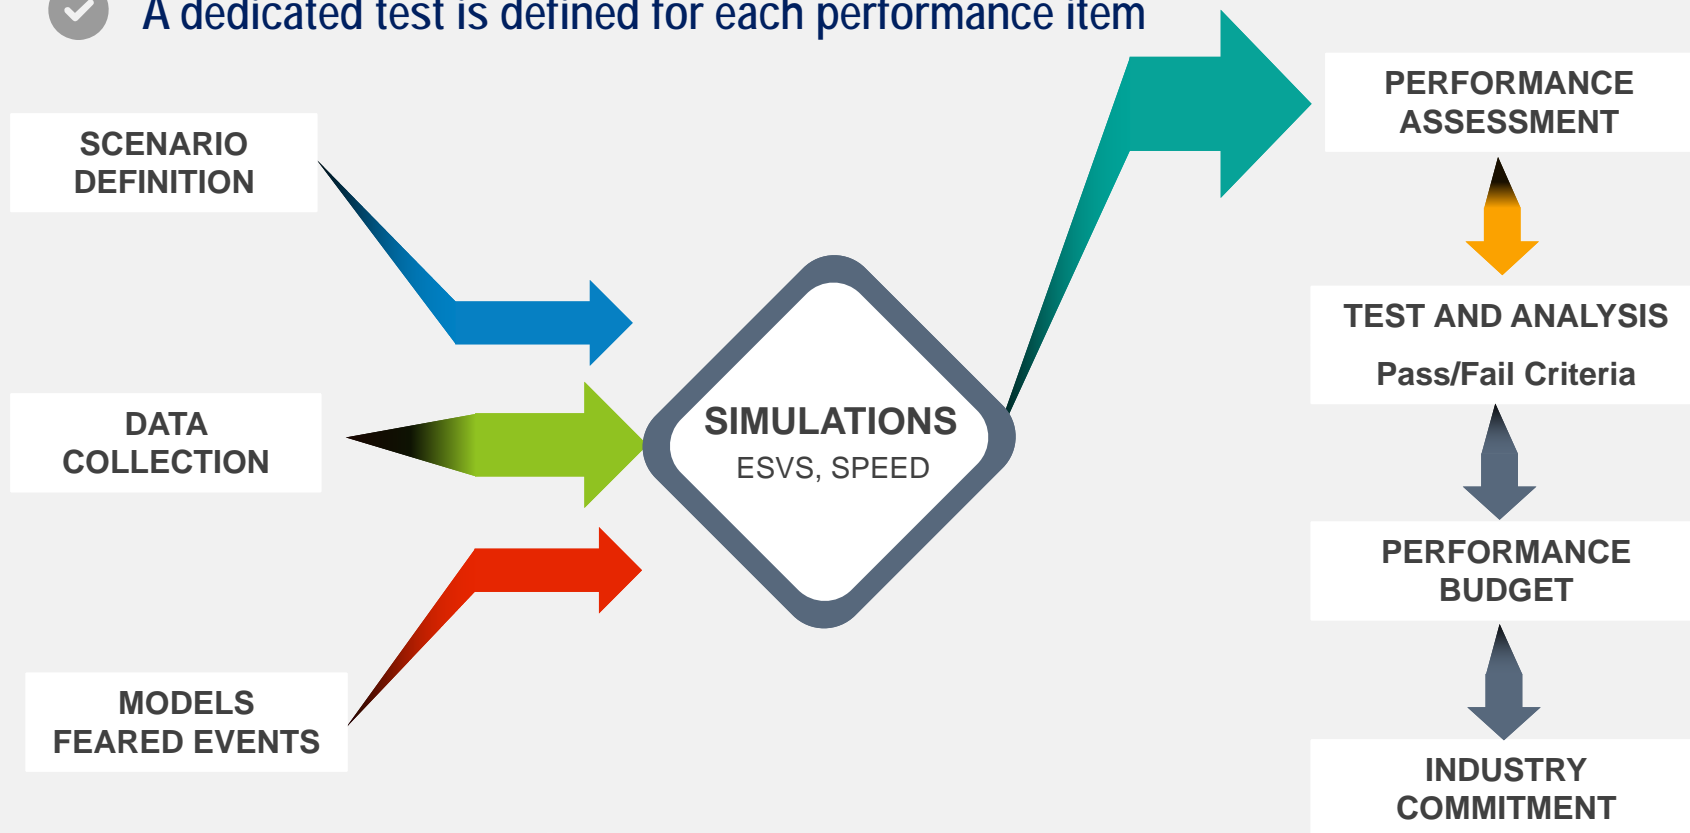 A dedicated test is defined for each performance item
SCENARIO
DEFINITION
DATA
COLLECTION
MODELS
FEARED EVENTS
SIMULATIONS
ESVS, SPEED
PERFORMANCE
ASSESSMENT
TEST AND ANALYSIS
Pass/Fail Criteria
PERFORMANCE
BUDGET
INDUSTRY
COMMITMENT